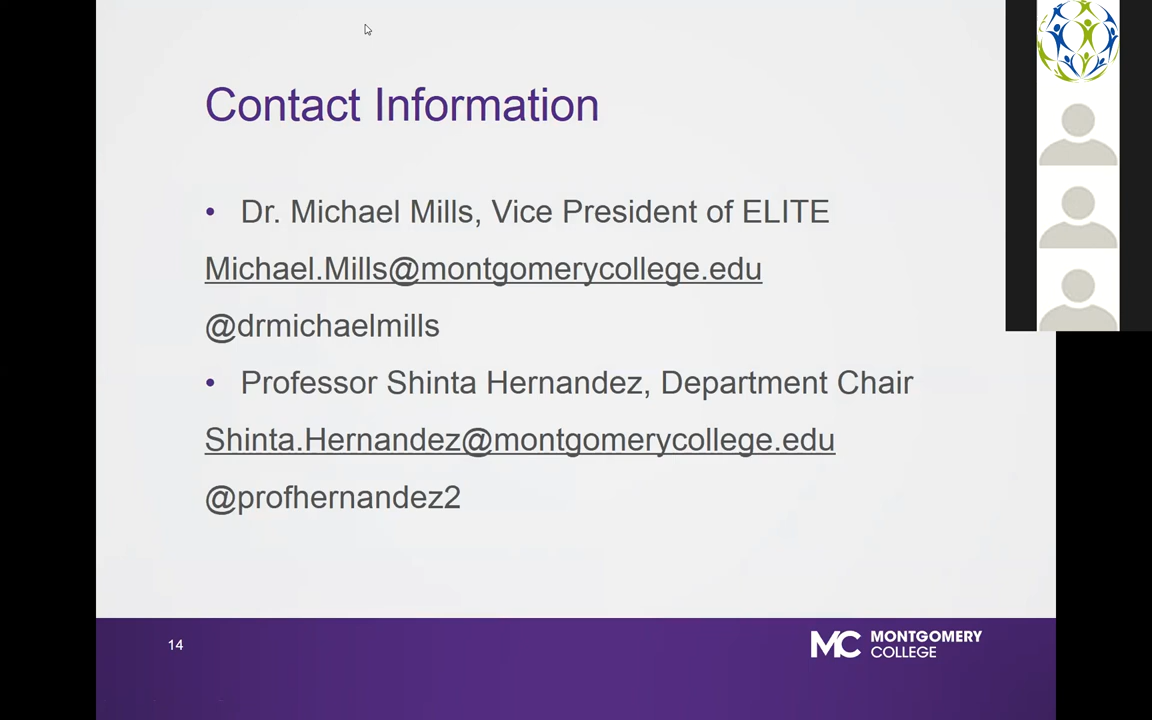 Contact Information
• Dr. Michael Mills, Vice President of ELITE
Michael.Mills@montgomerycollege.edu
@drmichaelmills
• Professor Shinta Hernandez, Department Chair
Shinta.Hernandez@montgomerycollege.edu
@profhernandez2
14
MC MONTGOMERY
COLLEGE